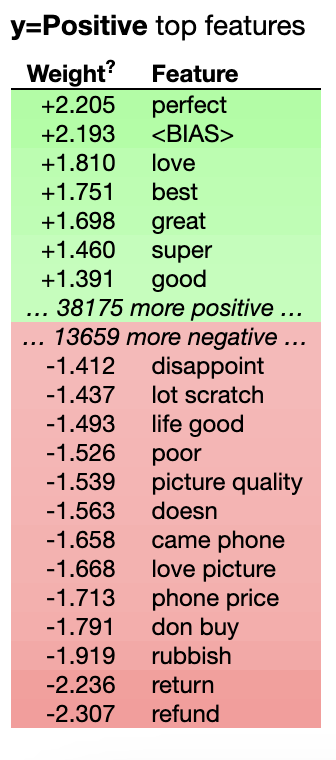 y=Positive top features
Weight? Feature
+2.205 perfect
+2.193 <BIAS>
+1.810 love
+1.751 best
+1.698 great
+1.460 super
+1.391 good
… 38175 more positive …
… 13659 more negative …
-1.412 disappoint
-1.437 lot scratch
-1.493 life good
-1.526 poor
-1.539 picture quality
-1.563 doesn
-1.658 came phone
-1.668 love picture
-1.713 phone price
-1.791 don buy
-1.919 rubbish
-2.236 return
-2.307 refund